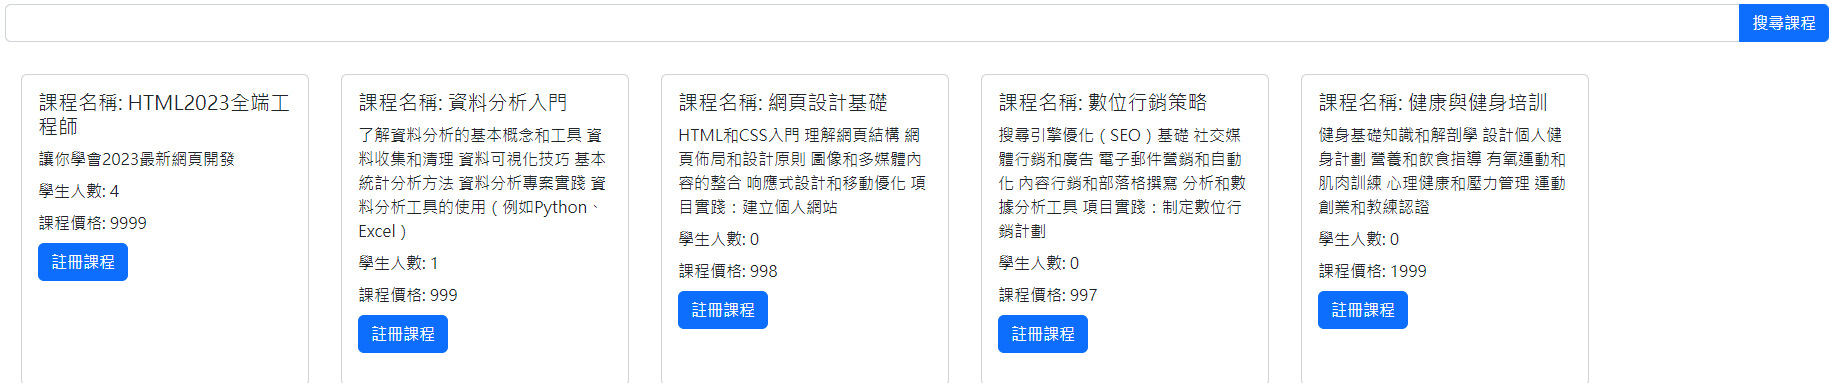 搜尋課程
課程名稱: HTML2023全端工
程師
讓你學會2023最新網頁開發
學生人數: 4
課程價格: 9999
註冊課程
課程名稱: 資料分析入門
了解資料分析的基本概念和工具 資
料收集和清理 資料可視化技巧 基本
統計分析方法 資料分析專案實踐 資
料分析工具的使用（例如Python、
Excel）
學生人數: 1
課程價格: 999
註冊課程
課程名稱: 網頁設計基礎
HTML和CSS入門 理解網頁結構 網
頁佈局和設計原則 圖像和多媒體內
容的整合 响應式設計和移動優化 項
目實踐：建立個人網站
學生人數: 0
課程價格: 998
註冊課程
課程名稱: 數位行銷策略
搜尋引擎優化（SEO）基礎 社交媒
體行銷和廣告 電子郵件營銷和自動
化 內容行銷和部落格撰寫 分析和數
據分析工具 項目實踐：制定數位行
銷計劃
學生人數: 0
課程價格: 997
註冊課程
課程名稱: 健康與健身培訓
健身基礎知識和解剖學 設計個人健
身計劃 營養和飲食指導 有氧運動和
肌肉訓練 心理健康和壓力管理 運動
創業和教練認證
學生人數: 0
課程價格: 1999
註冊課程